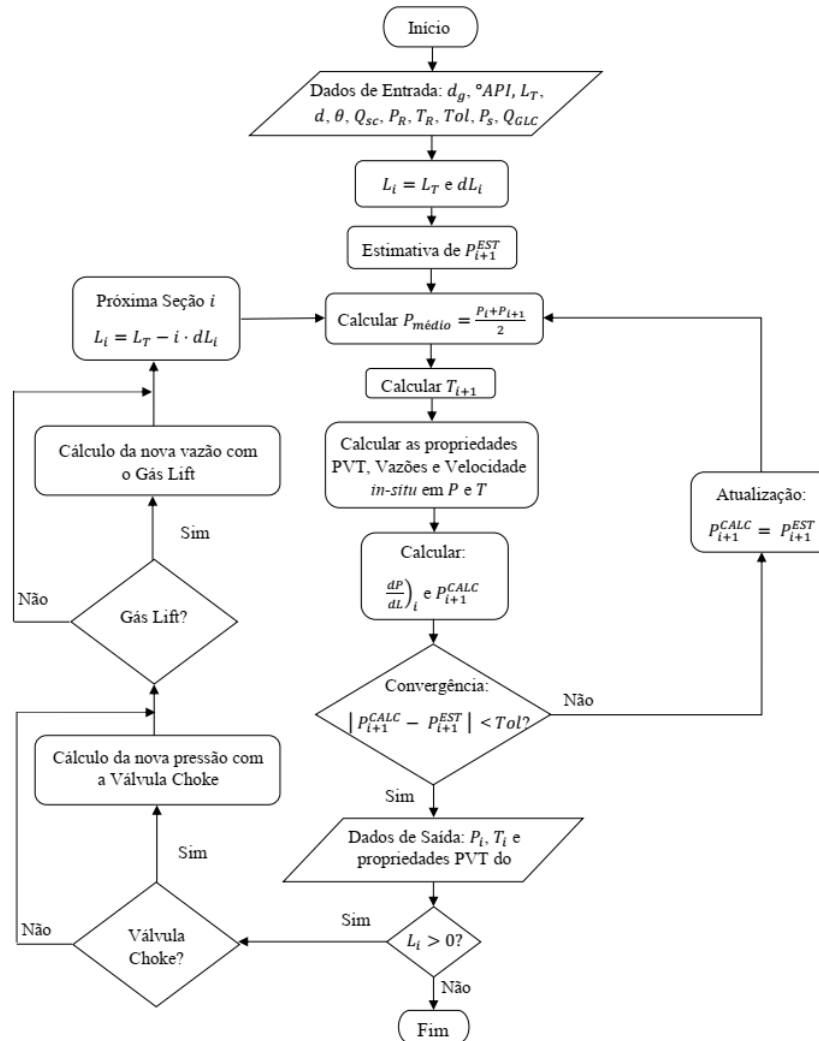 Início
Dados de Entrada: d_g, °API, L_T,
d, θ, Q_sc, P_R, T_R, Tol, P_s, Q_GLC
L_i = L_T e dL_i
Estimativa de P_{i+1}^{EST}
Próxima Seção i
L_i = L_T − i · dL_i
Calcular P_médio = (P_i+P_{i+1})/2
Calcular T_{i+1}
Cálculo da nova vazão com
o Gás Lift
Calcular as propriedades
PVT, Vazões e Velocidade
in-situ em P e T
Atualização:
P_{i+1}^{CALC} = P_{i+1}^{EST}
Sim
Calcular:
dP/dL)_i e P_{i+1}^{CALC}
Não
Gás Lift?
Convergência:
|P_{i+1}^{CALC} − P_{i+1}^{EST}| < Tol?
Não
Cálculo da nova pressão com
a Válvula Choke
Sim
Sim
Dados de Saída: P_i, T_i e
propriedades PVT do
Não
Válvula
Choke?
Sim
L_i > 0?
Não
Fim